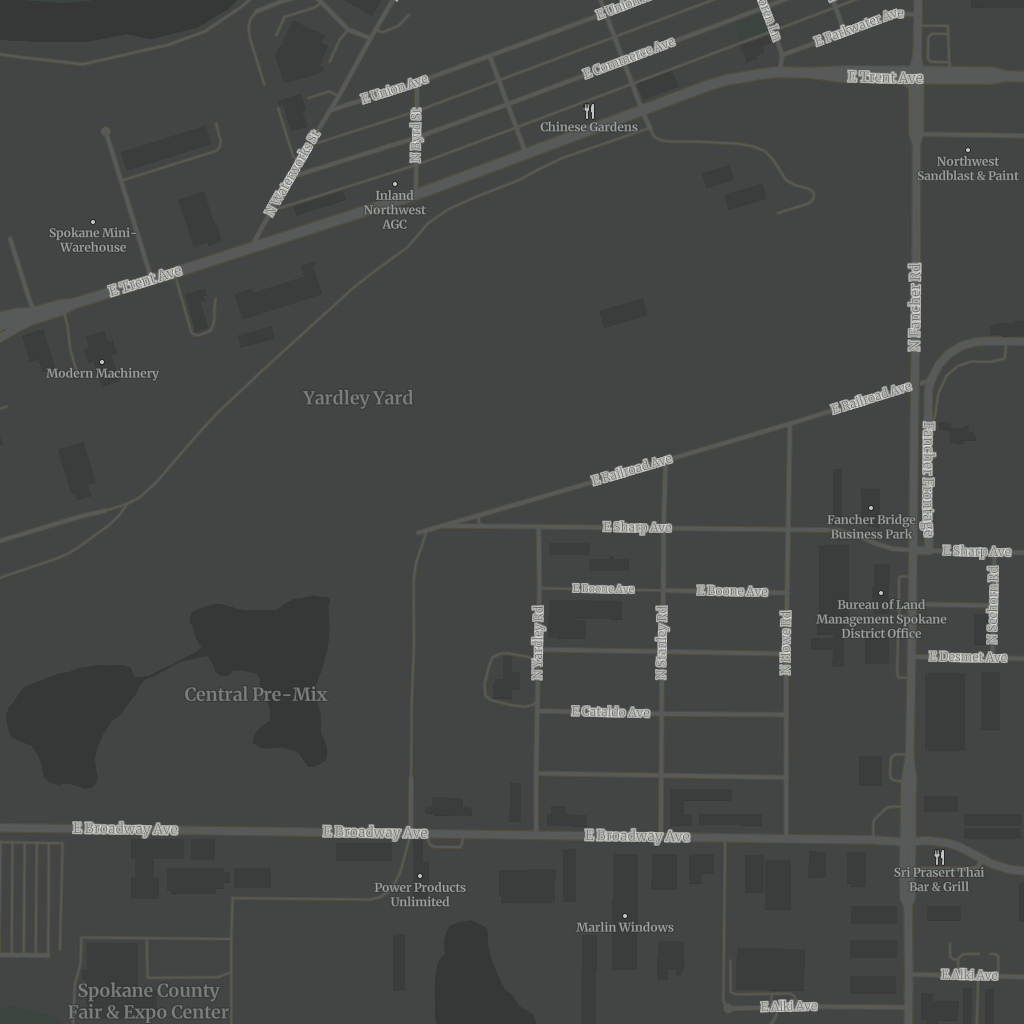 E Union
orn Ln
E Parkwater Ave
E Commerce Ave
E Trent Ave
E Union Ave
N Byrd St
Chinese Gardens
N Waterworks St
Northwest
Sandblast & Paint
Inland
Northwest
AGC
Spokane Mini-
Warehouse
E Trent Ave
N Fancher Rd
Modern Machinery
Yardley Yard
E Railroad Ave
E Railroad Ave
Fancher Frontage
Fancher Bridge
Business Park
E Sharp Ave
E Sharp Ave
E Boone Ave
E Boone Ave
N Seehorn Rd
Bureau of Land
Management Spokane
District Office
N Yardley Rd
N Stanley Rd
N Howe Rd
E Desmet Ave
Central Pre-Mix
E Cataldo Ave
E Broadway Ave
E Broadway Ave
E Broadway Ave
Sri Prasert Thai
Bar & Grill
Power Products
Unlimited
Marlin Windows
E Alki Ave
Spokane County
Fair & Expo Center
E Alki Ave